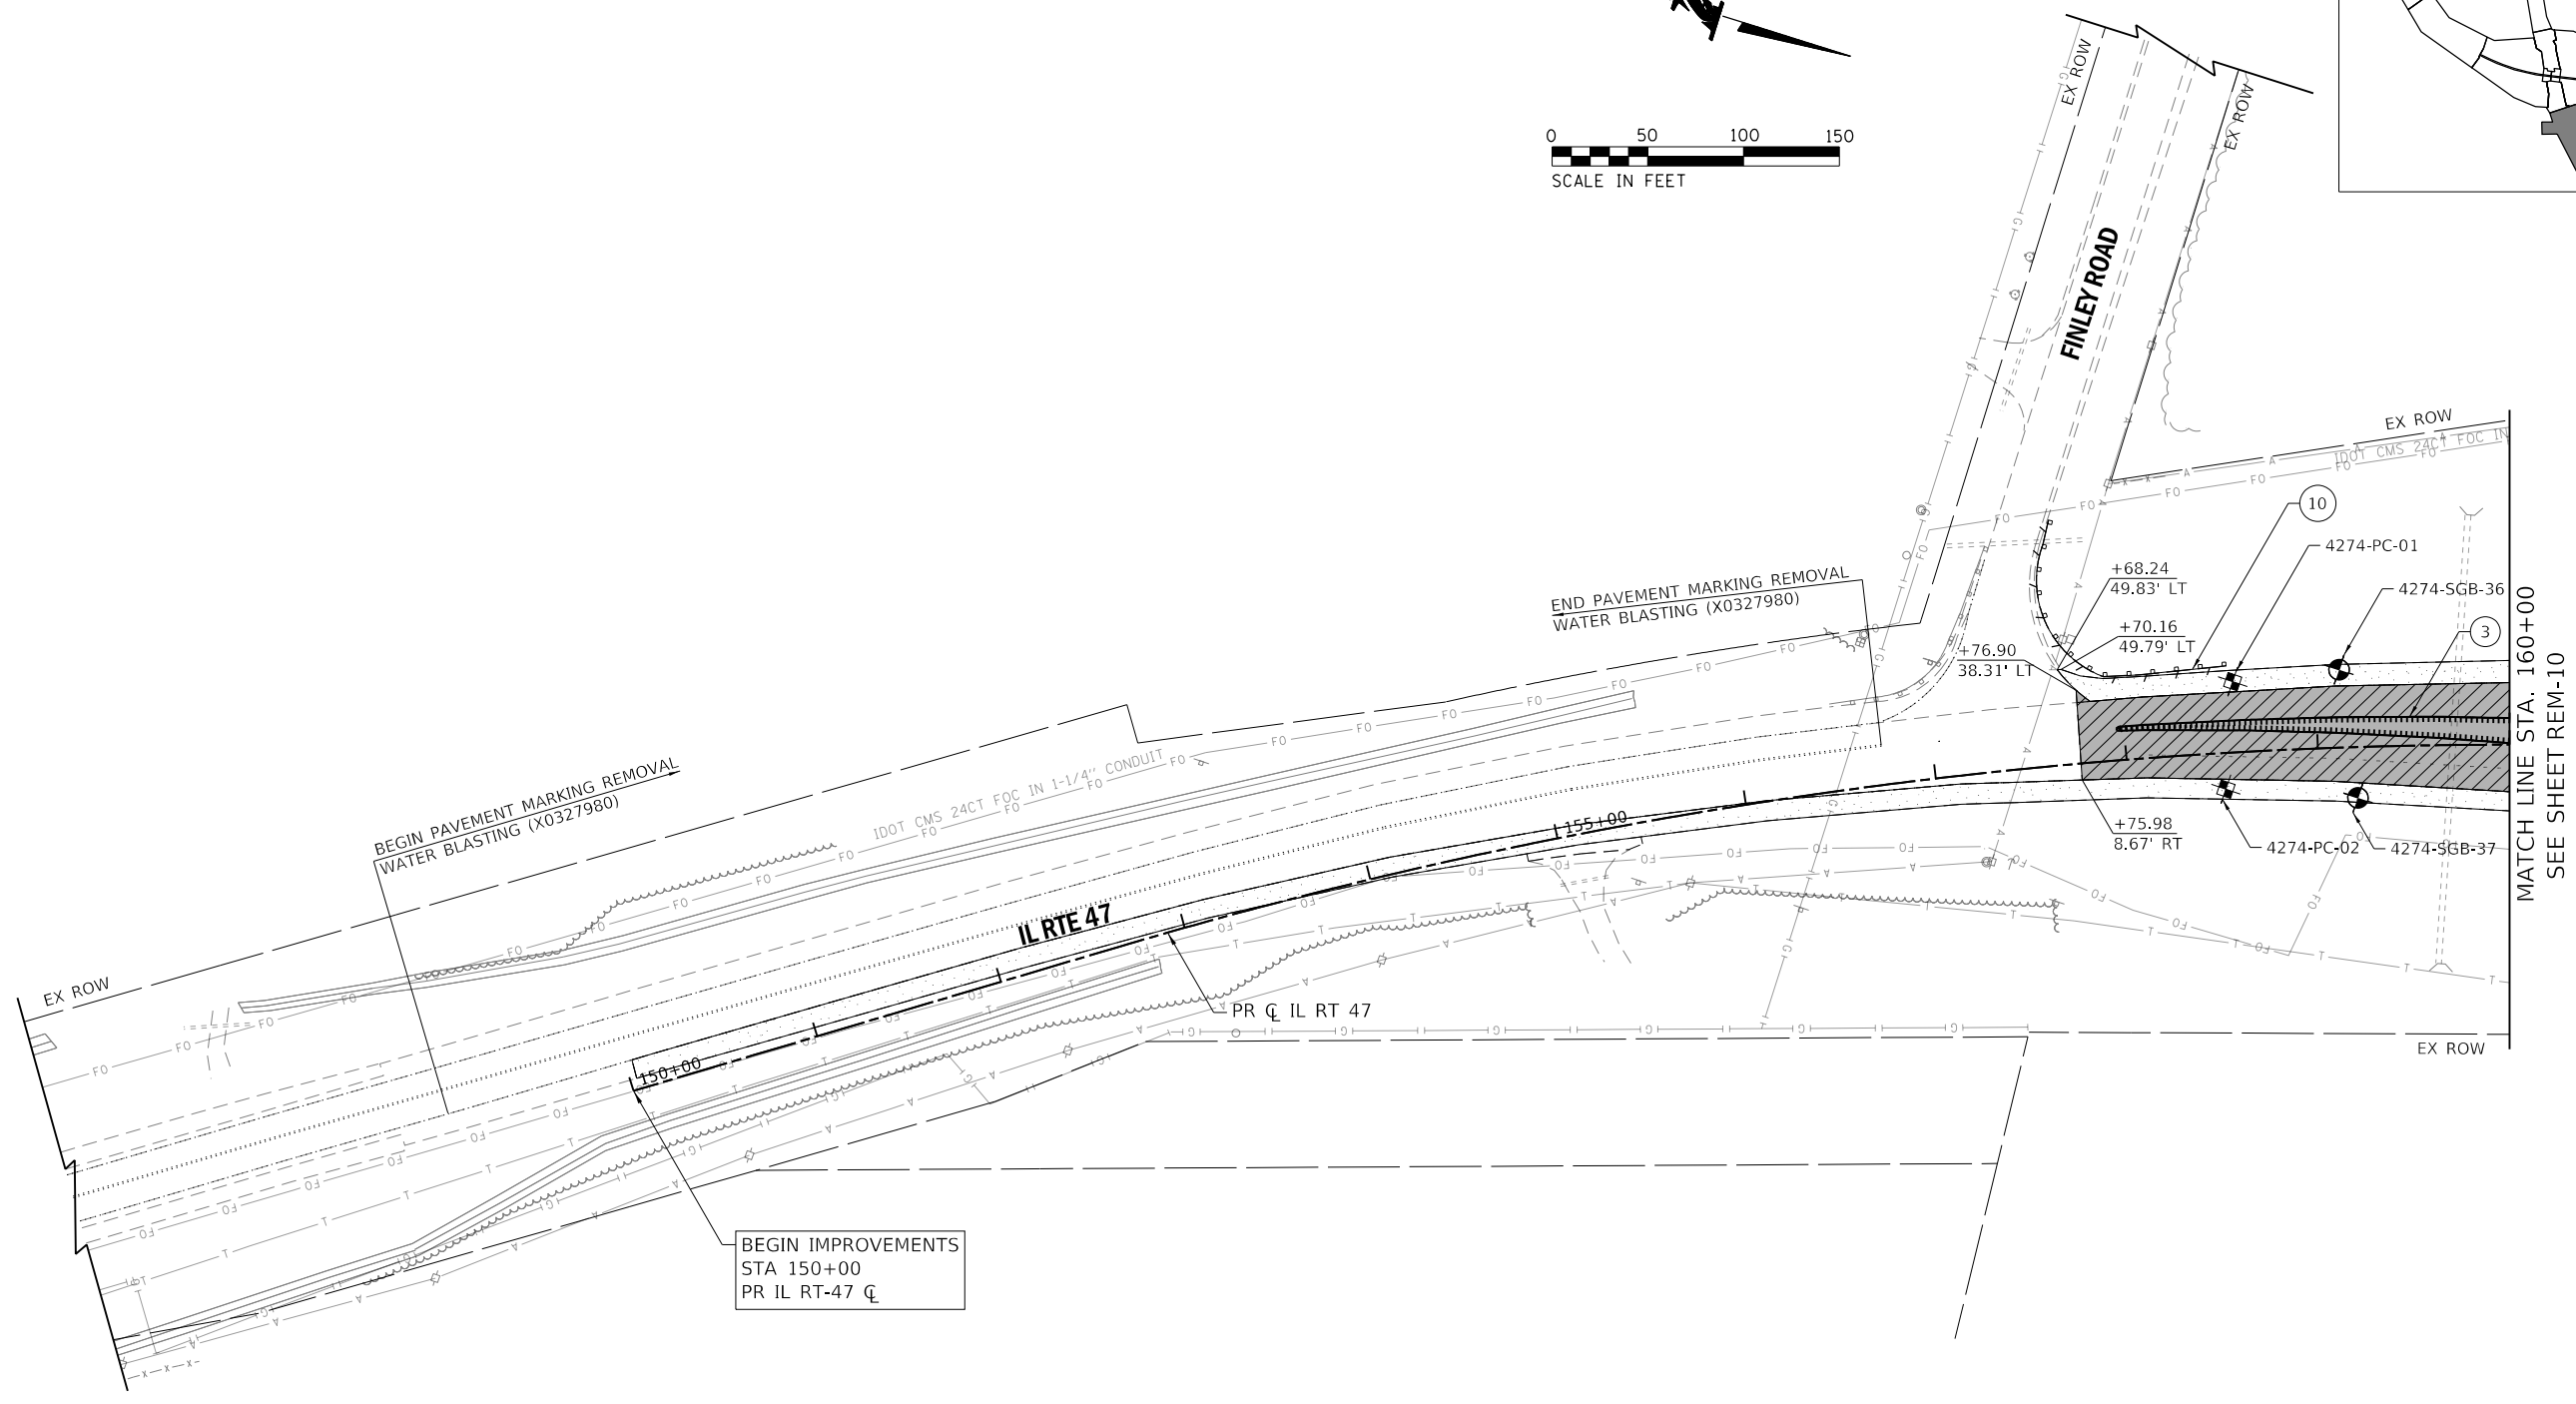 0 50 100 150
SCALE IN FEET
EX ROW
EX ROW
FINLEY ROAD
EX ROW
IDOT CMS 24CT FOC IN
10
4274-PC-01
+68.24
49.83' LT
4274-SGB-36
+70.16
49.79' LT
3
+76.90
38.31' LT
END PAVEMENT MARKING REMOVAL
WATER BLASTING (X0327980)
MATCH LINE STA. 160+00
SEE SHEET REM-10
BEGIN PAVEMENT MARKING REMOVAL
WATER BLASTING (X0327980)
IDOT CMS 24CT FOC IN 1-1/4" CONDUIT
155+00
+75.98
8.67' RT
4274-PC-02
4274-SGB-37
IL RTE 47
EX ROW
PR ℄ IL RT 47
EX ROW
150+00
BEGIN IMPROVEMENTS
STA 150+00
PR IL RT-47 ℄